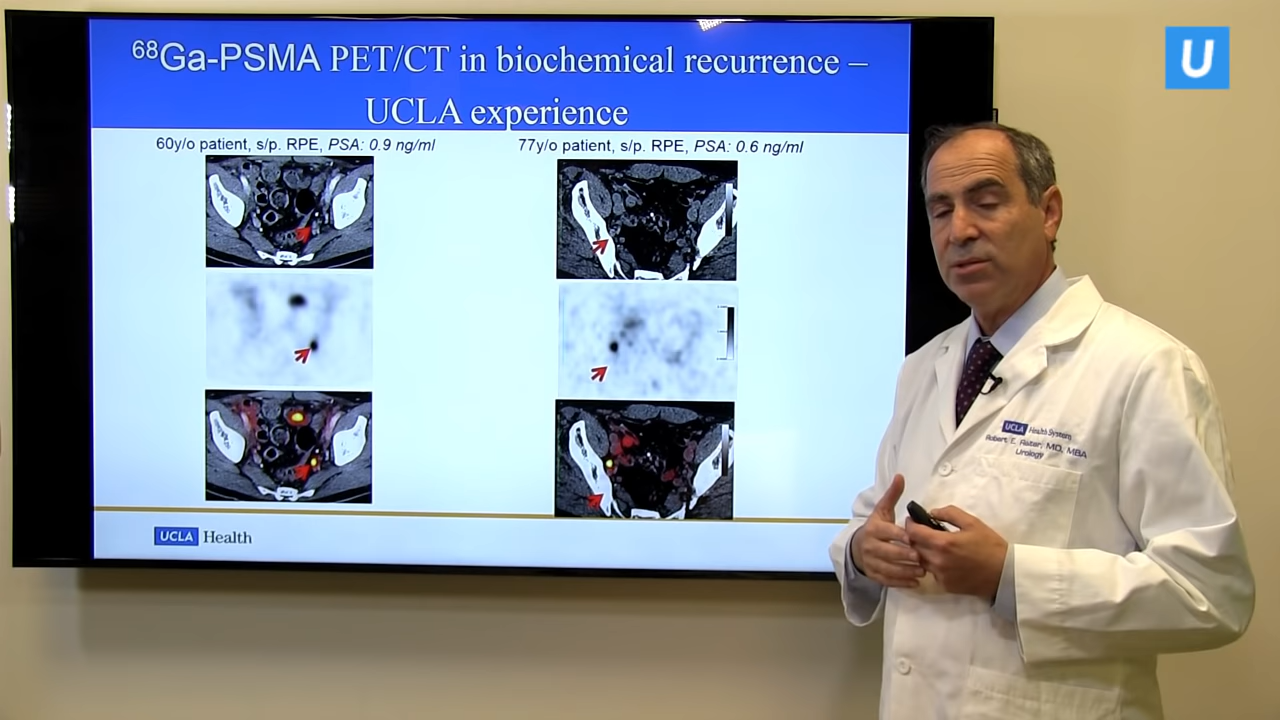 ⁶⁸Ga-PSMA PET/CT in biochemical recurrence –
UCLA experience
60y/o patient, s/p. RPE, PSA: 0.9 ng/ml
77y/o patient, s/p. RPE, PSA: 0.6 ng/ml
UCLA Health
U
UCLA Health System
Robert E. Reiter, MD, MBA
Urology